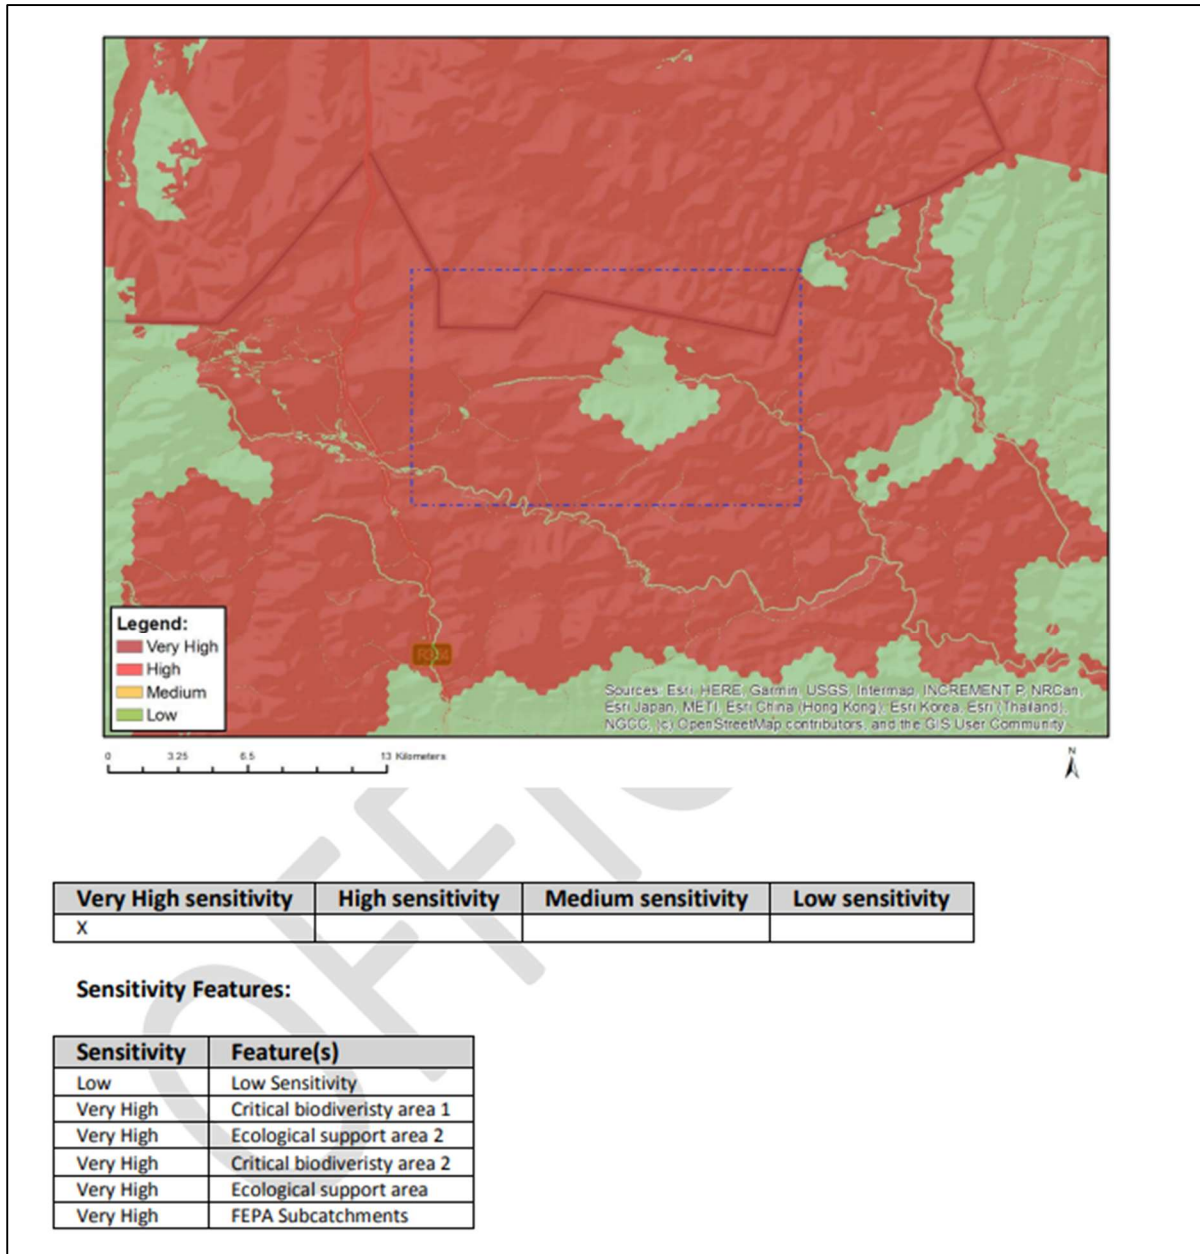 Legend:
Very High
High
Medium
Low
Sources: Esri, HERE, Garmin, USGS, Intermap, INCREMENT P, NRCan,
Esri Japan, METI, Esri China (Hong Kong), Esri Korea, Esri (Thailand),
NGCC, (c) OpenStreetMap contributors, and the GIS User Community
0 3.25 6.5 13 Kilometers
N
Very High sensitivity High sensitivity Medium sensitivity Low sensitivity
X
Sensitivity Features:
Sensitivity Feature(s)
Low Low Sensitivity
Very High Critical biodiveristy area 1
Very High Ecological support area 2
Very High Critical biodiveristy area 2
Very High Ecological support area
Very High FEPA Subcatchments